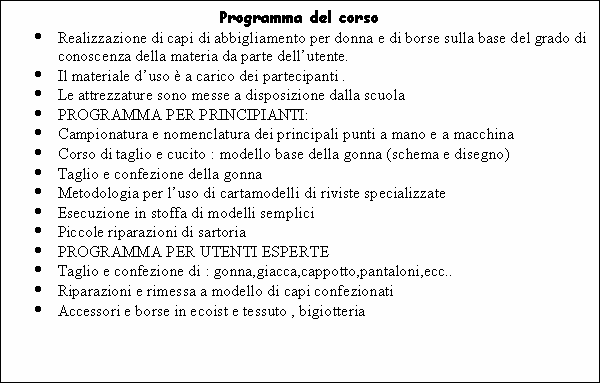 Programma del corso
• Realizzazione di capi di abbigliamento per donna e di borse sulla base del grado di
conoscenza della materia da parte dell'utente.
• Il materiale d'uso è a carico dei partecipanti .
• Le attrezzature sono messe a disposizione dalla scuola
• PROGRAMMA PER PRINCIPIANTI:
• Campionatura e nomenclatura dei principali punti a mano e a macchina
• Corso di taglio e cucito : modello base della gonna (schema e disegno)
• Taglio e confezione della gonna
• Metodologia per l'uso di cartamodelli di riviste specializzate
• Esecuzione in stoffa di modelli semplici
• Piccole riparazioni di sartoria
• PROGRAMMA PER UTENTI ESPERTE
• Taglio e confezione di : gonna,giacca,cappotto,pantaloni,ecc..
• Riparazioni e rimessa a modello di capi confezionati
• Accessori e borse in ecoist e tessuto , bigiotteria